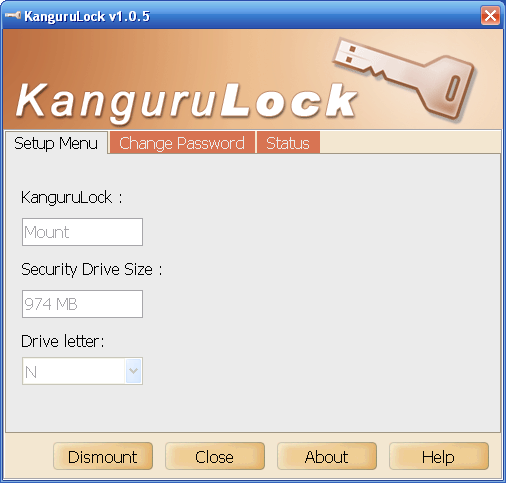 KanguruLock v1.0.5
KanguruLock
Setup Menu Change Password Status
KanguruLock :
Mount
Security Drive Size :
974 MB
Drive letter:
N
Dismount Close About Help